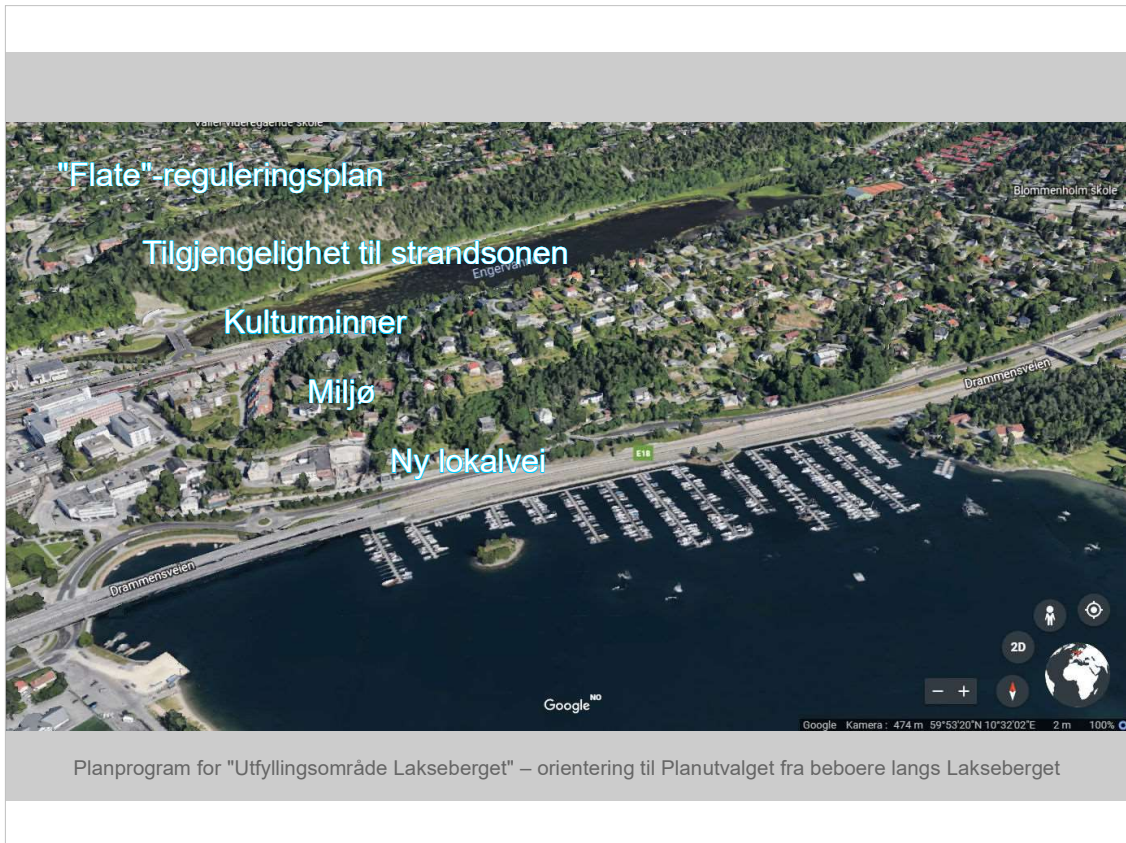 "Flate"-reguleringsplan
Blommenholm skole
Tilgjengelighet til strandsonen
Kulturminner
Miljø
Drammensveien
Ny lokalvei
E18
Drammensveien
2D
Google NO
Google Kamera : 474 m 59°53'20"N 10°32'02"E 2 m 100%
Planprogram for "Utfyllingsområde Lakseberget" – orientering til Planutvalget fra beboere langs Lakseberget